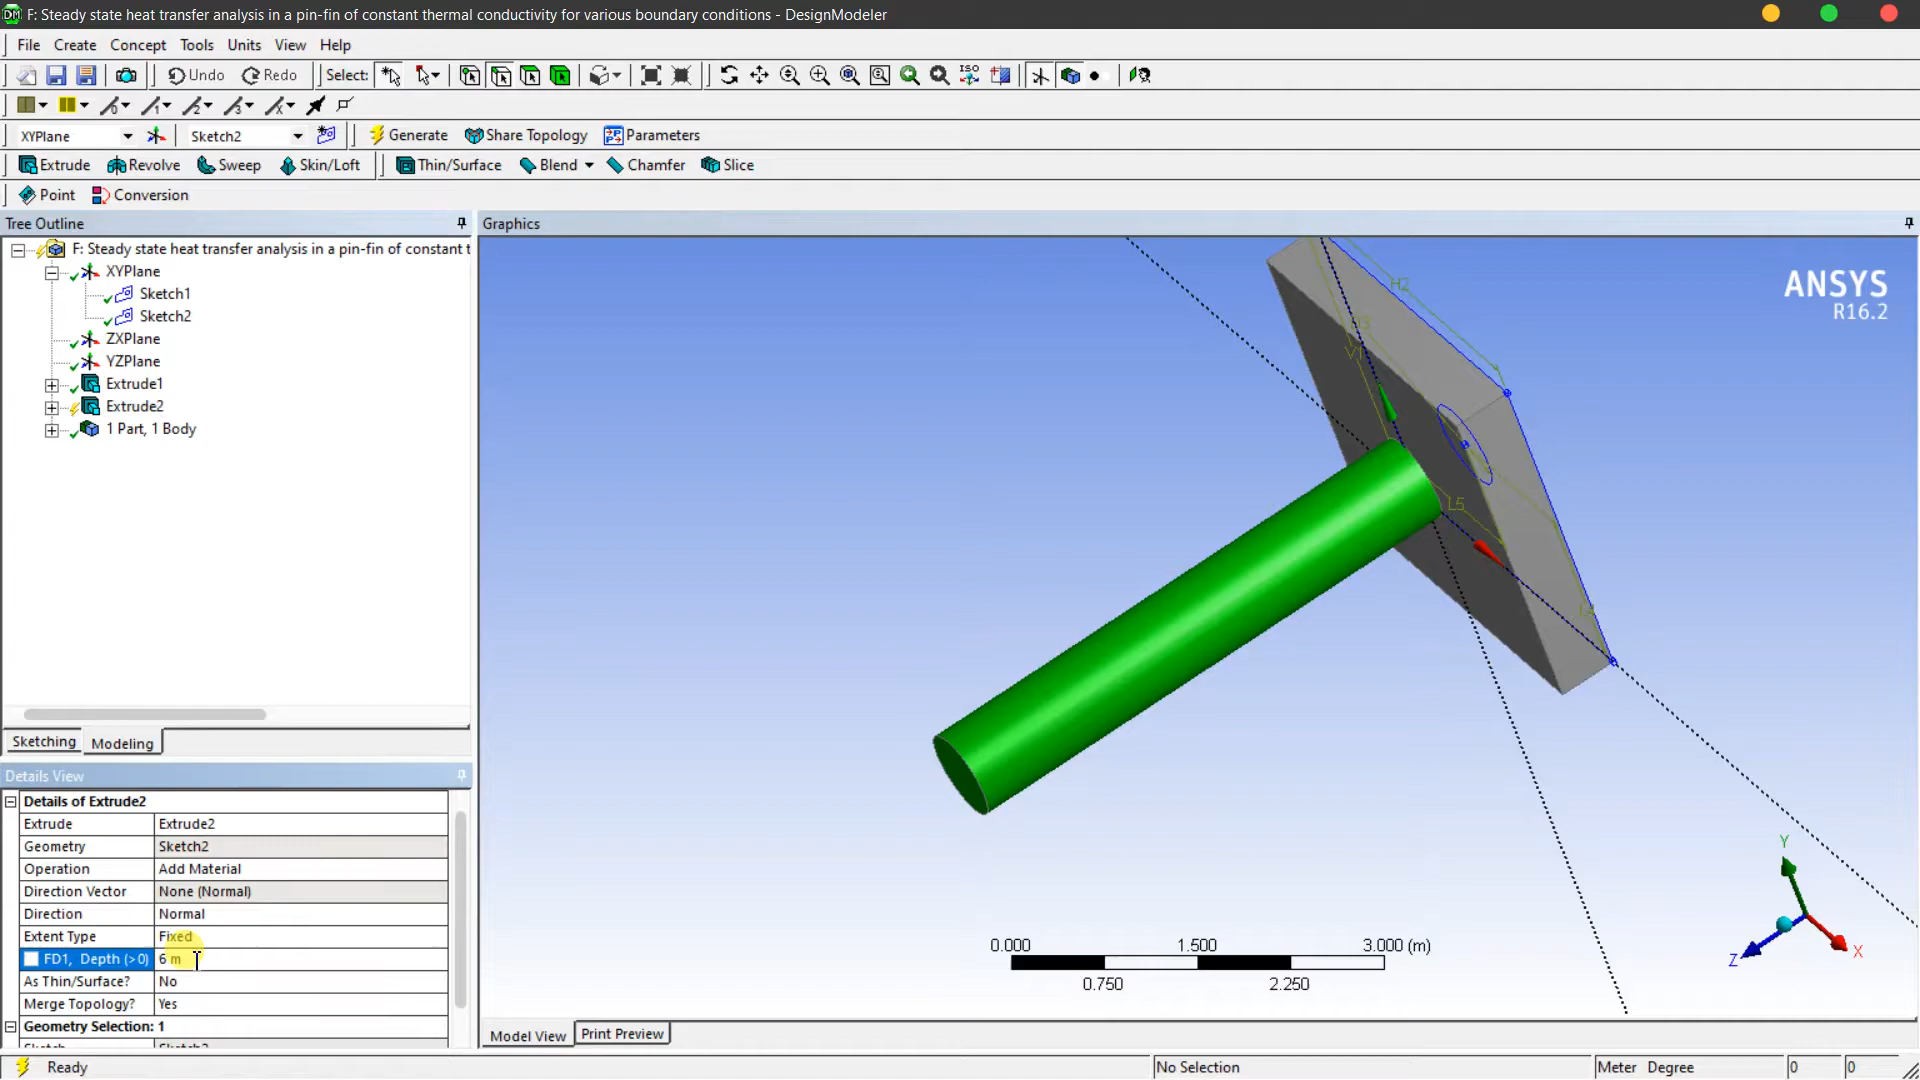 F: Steady state heat transfer analysis in a pin-fin of constant thermal conductivity for various boundary conditions - DesignModeler
File Create Concept Tools Units View Help
Undo Redo Select: ISO
XYPlane Sketch2 Generate Share Topology Parameters
Extrude Revolve Sweep Skin/Loft Thin/Surface Blend Chamfer Slice
Point Conversion
Tree Outline
F: Steady state heat transfer analysis in a pin-fin of constant t
XYPlane
Sketch1
Sketch2
ZXPlane
YZPlane
Extrude1
Extrude2
1 Part, 1 Body
Sketching Modeling
Details View
Details of Extrude2
Extrude Extrude2
Geometry Sketch2
Operation Add Material
Direction Vector None (Normal)
Direction Normal
Extent Type Fixed
FD1, Depth (>0) 6 m
As Thin/Surface? No
Merge Topology? Yes
Geometry Selection: 1
Graphics
ANSYS
R16.2
H2
V1
L5
0.000 1.500 3.000 (m)
0.750 2.250
Y
X
Z
Model View Print Preview
Ready No Selection Meter Degree 0 0